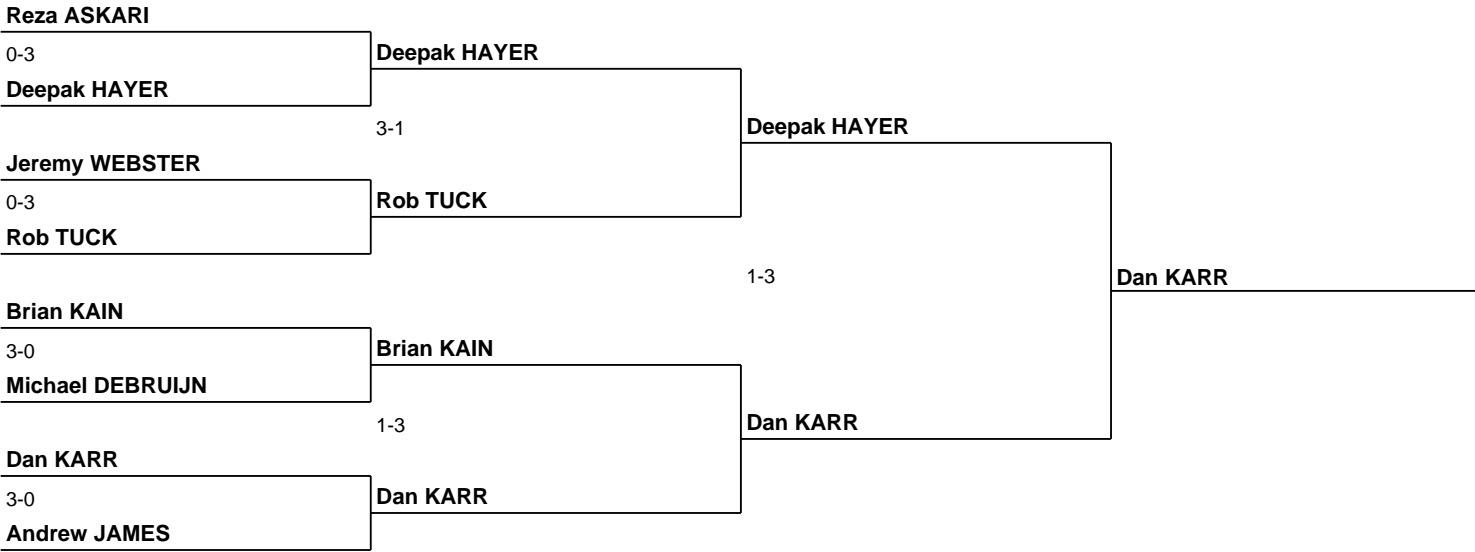 Reza ASKARI
0-3
Deepak HAYER
Deepak HAYER
3-1
Deepak HAYER
Jeremy WEBSTER
0-3
Rob TUCK
Rob TUCK
1-3
Dan KARR
Brian KAIN
3-0
Brian KAIN
Michael DEBRUIJN
1-3
Dan KARR
Dan KARR
3-0
Dan KARR
Andrew JAMES